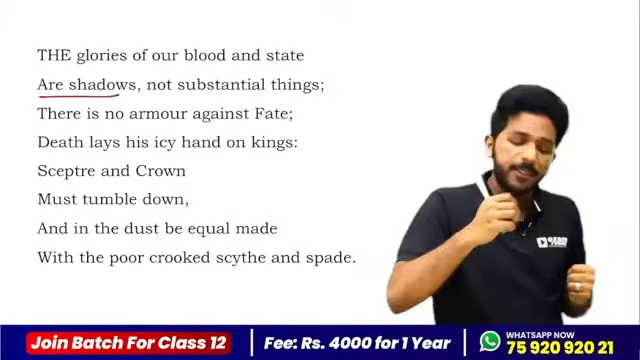 THE glories of our blood and state
Are shadows, not substantial things;
There is no armour against Fate;
Death lays his icy hand on kings:
Sceptre and Crown
Must tumble down,
And in the dust be equal made
With the poor crooked scythe and spade.
exam
Join Batch For Class 12
Fee: Rs. 4000 for 1 Year
WHATSAPP NOW
75 920 920 21